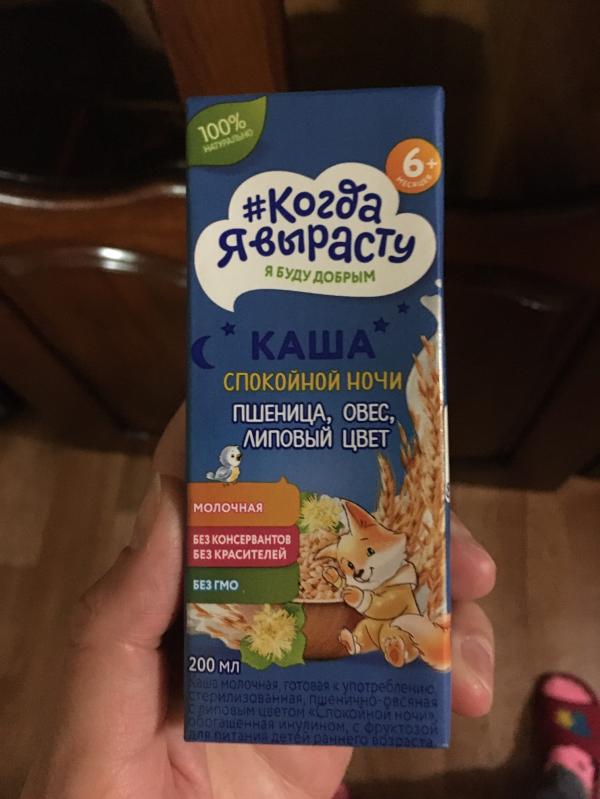 100%
НАТУРАЛЬНО
6+
МЕСЯЦЕВ
#Когда
Я вырасту
Я БУДУ ДОБРЫМ
КАША
СПОКОЙНОЙ НОЧИ
ПШЕНИЦА, ОВЕС,
ЛИПОВЫЙ ЦВЕТ
МОЛОЧНАЯ
БЕЗ КОНСЕРВАНТОВ
БЕЗ КРАСИТЕЛЕЙ
БЕЗ ГМО
200 мл
Каша молочная, готовая к употреблению,
стерилизованная, пшенично-овсяная
с липовым цветом «Спокойной ночи»,
обогащенная инулином, с фруктозой
для питания детей раннего возраста.